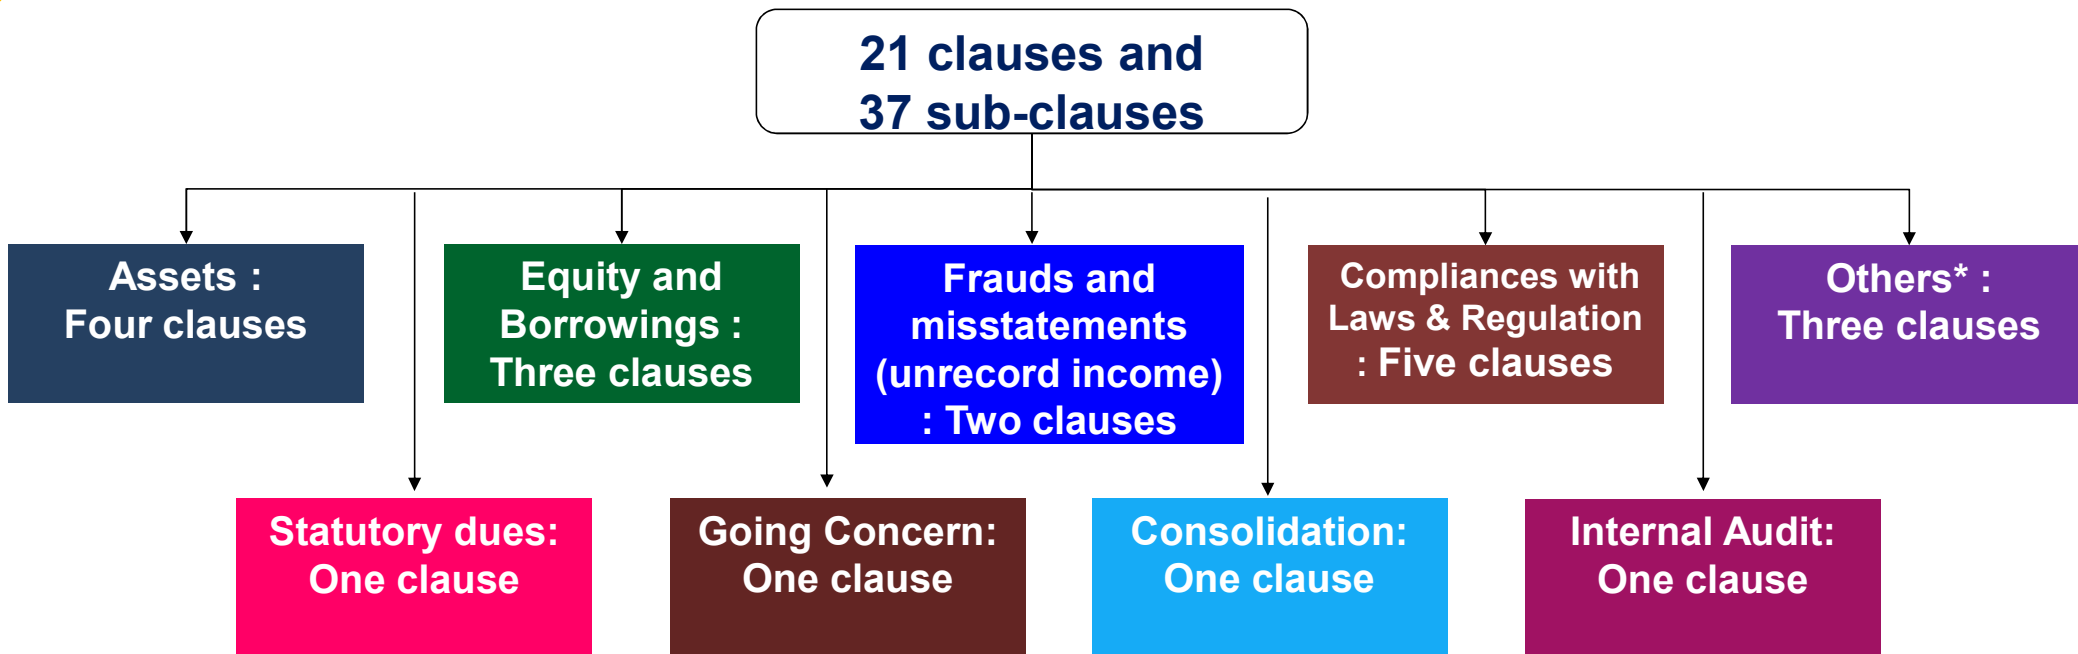 21 clauses and
37 sub-clauses
Assets :
Four clauses
Equity and
Borrowings :
Three clauses
Frauds and
misstatements
(unrecord income)
: Two clauses
Compliances with
Laws & Regulation
: Five clauses
Others* :
Three clauses
Statutory dues:
One clause
Going Concern:
One clause
Consolidation:
One clause
Internal Audit:
One clause